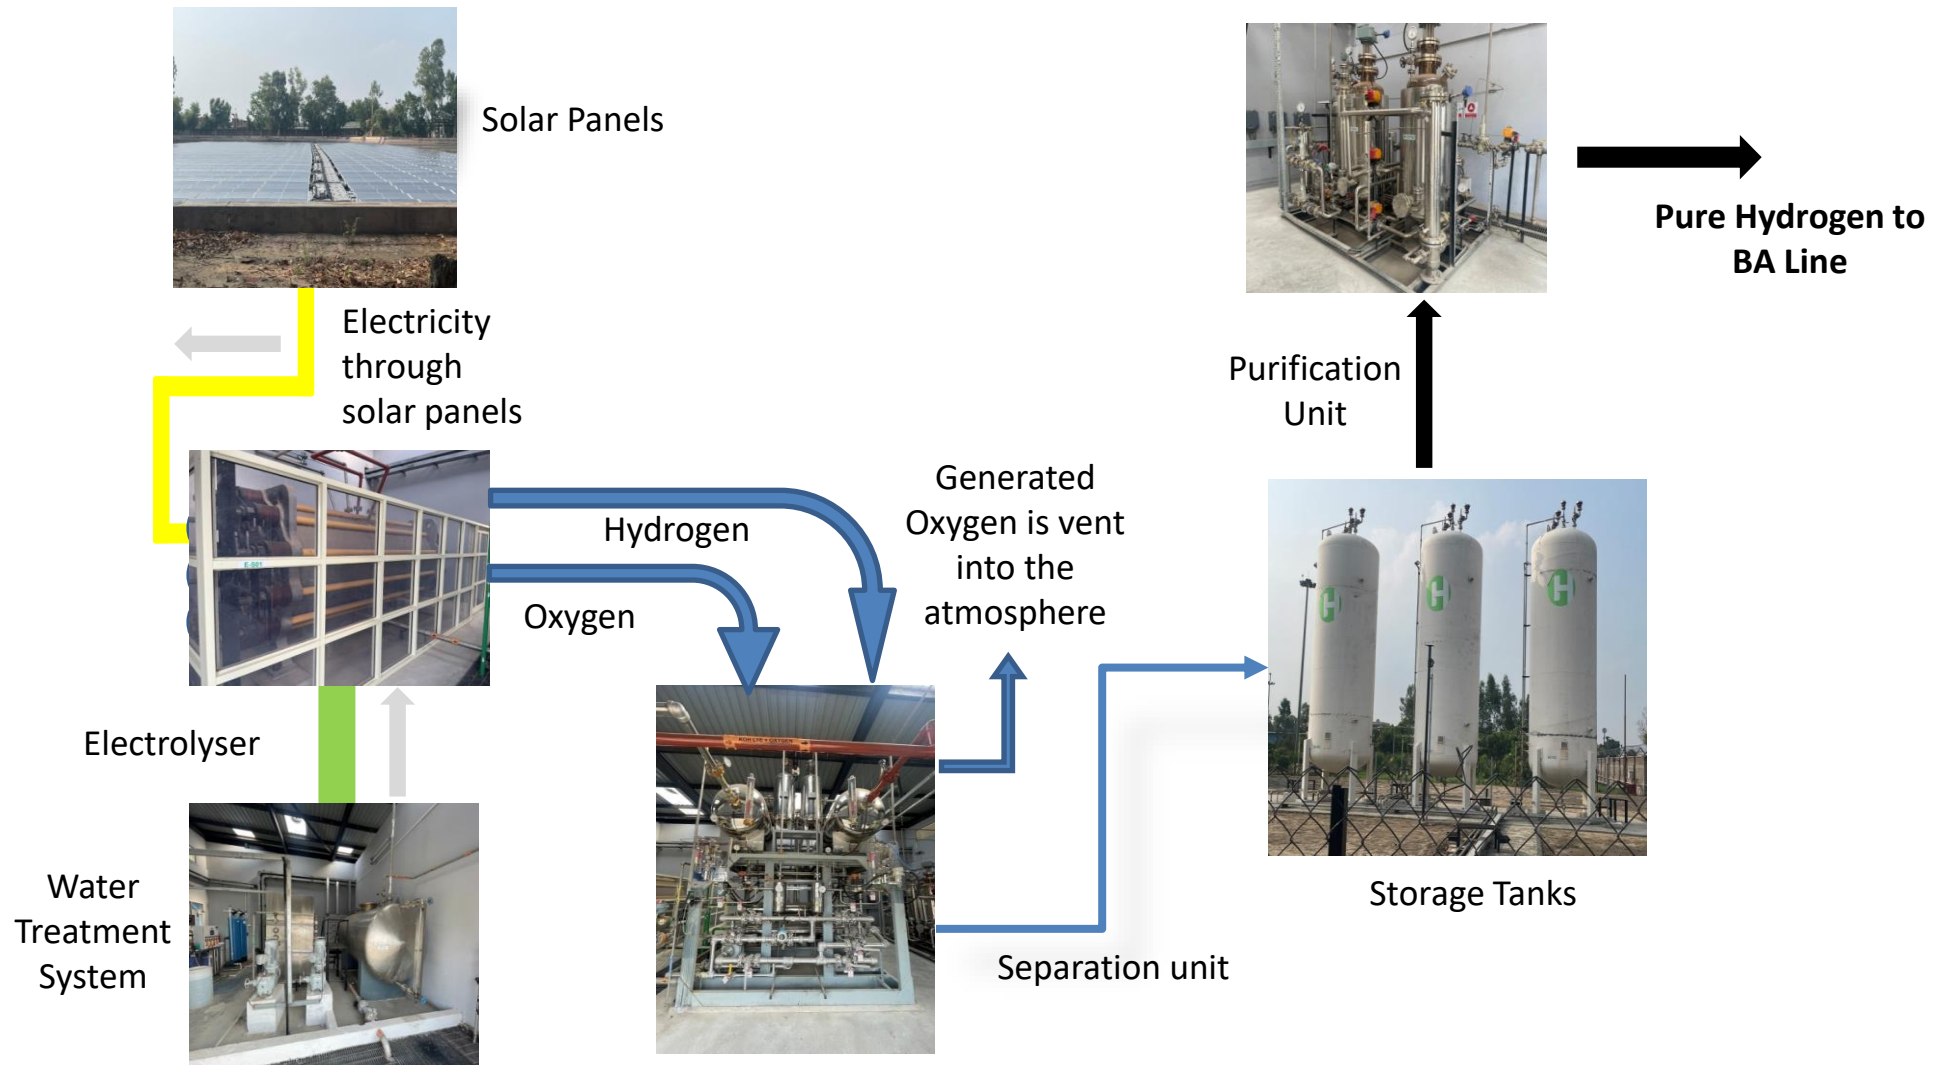 Solar Panels
Electricity
through
solar panels
E-501
Hydrogen
Oxygen
Electrolyser
Water
Treatment
System
Generated
Oxygen is vent
into the
atmosphere
Separation unit
Storage Tanks
Purification
Unit
Pure Hydrogen to
BA Line